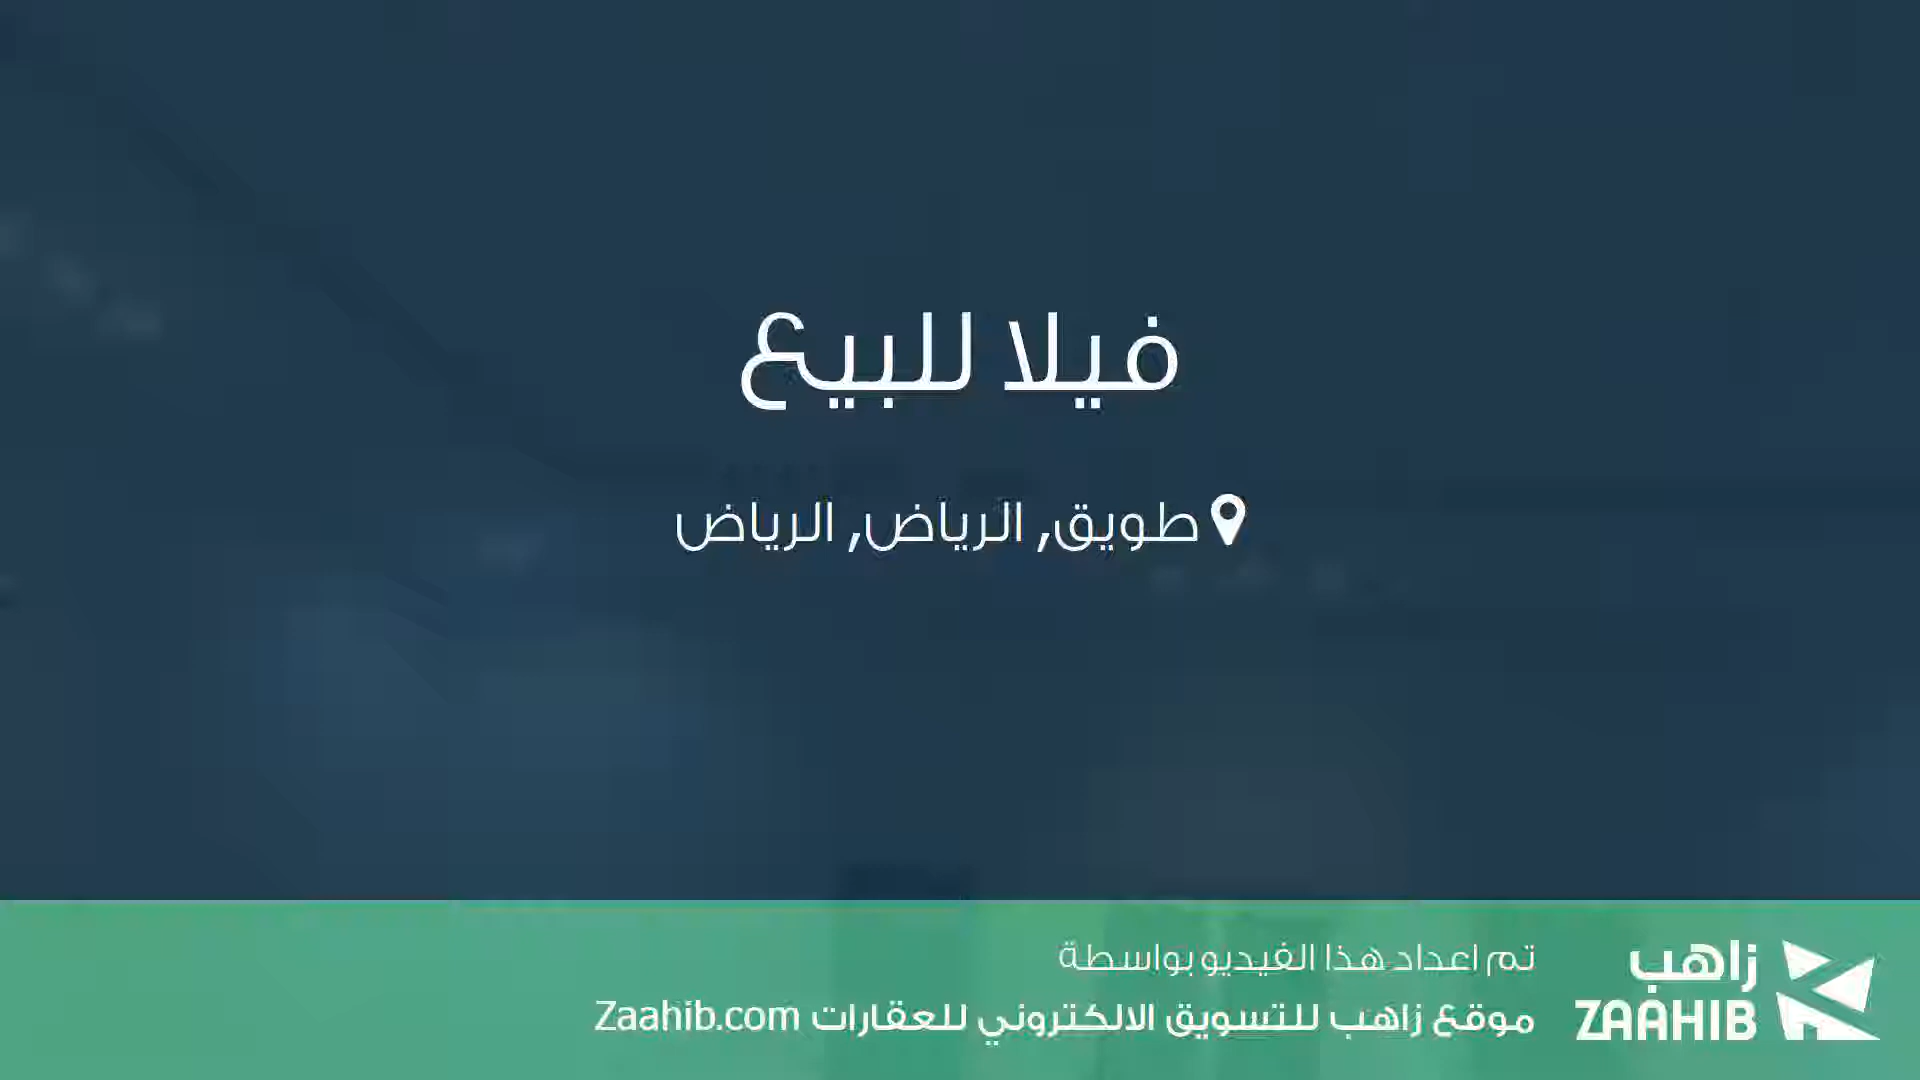 فيلا للبيع
طويق, الرياض, الرياض
تم اعداد هذا الفيديو بواسطة
موقع زاهب للتسويق الالكتروني للعقارات Zaahib.com
زاهب
ZAAHIB